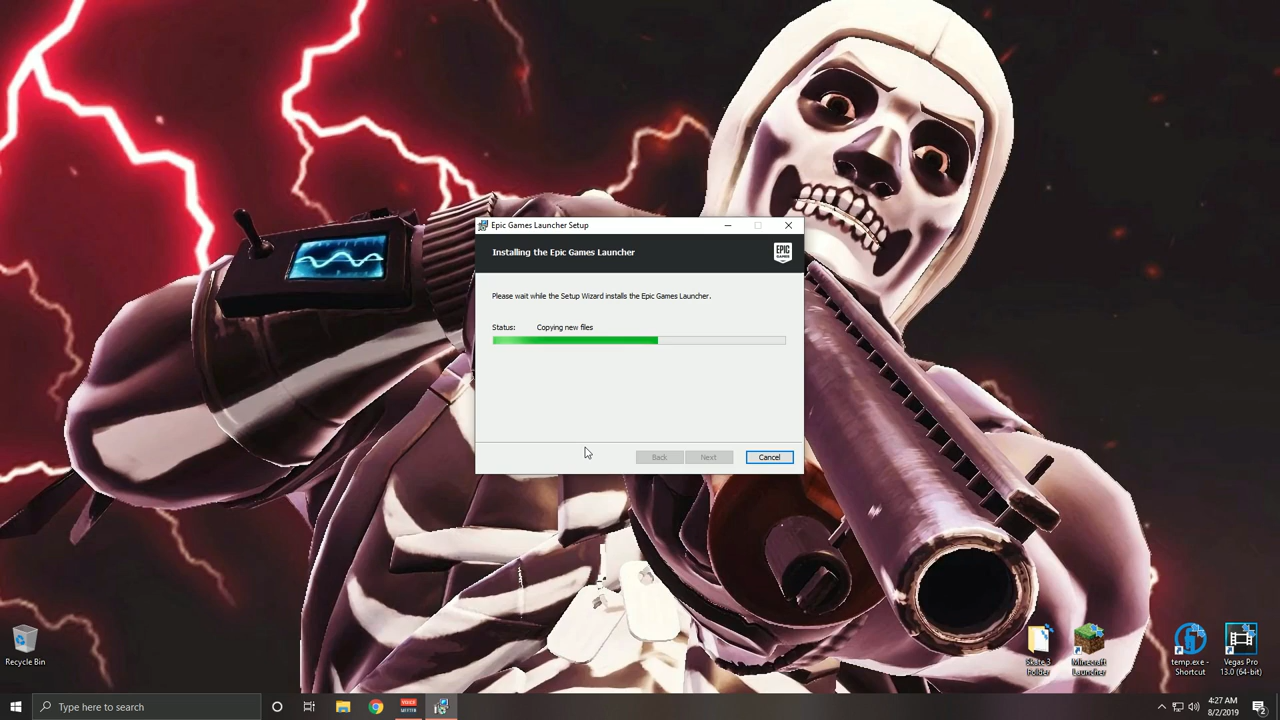 Epic Games Launcher Setup
Installing the Epic Games Launcher
EPIC
GAMES
Please wait while the Setup Wizard installs the Epic Games Launcher.
Status: Copying new files
Back Next Cancel
Recycle Bin
Skate 3
Folder
Minecraft
Launcher
temp.exe -
Shortcut
Vegas Pro
13.0 (64-bit)
Type here to search
4:27 AM
8/2/2019
2